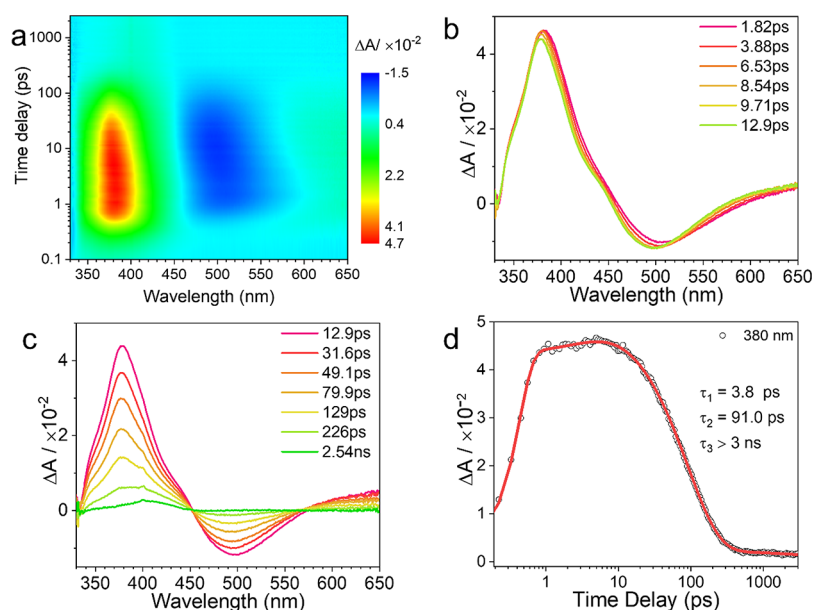 a
Time delay (ps)
1000
100
10
1
0.1
350 400 450 500 550 600 650
Wavelength (nm)
ΔA/ ×10⁻²
-1.5
0.4
2.2
4.1
4.7
b
ΔA / ×10⁻²
4
2
0
350 400 450 500 550 600 650
Wavelength (nm)
1.82ps
3.88ps
6.53ps
8.54ps
9.71ps
12.9ps
c
ΔA / ×10⁻²
4
2
0
350 400 450 500 550 600 650
Wavelength (nm)
12.9ps
31.6ps
49.1ps
79.9ps
129ps
226ps
2.54ns
d
ΔA / ×10⁻²
5
4
3
2
1
0
1 10 100 1000
Time Delay (ps)
380 nm
τ₁ = 3.8 ps
τ₂ = 91.0 ps
τ₃ > 3 ns